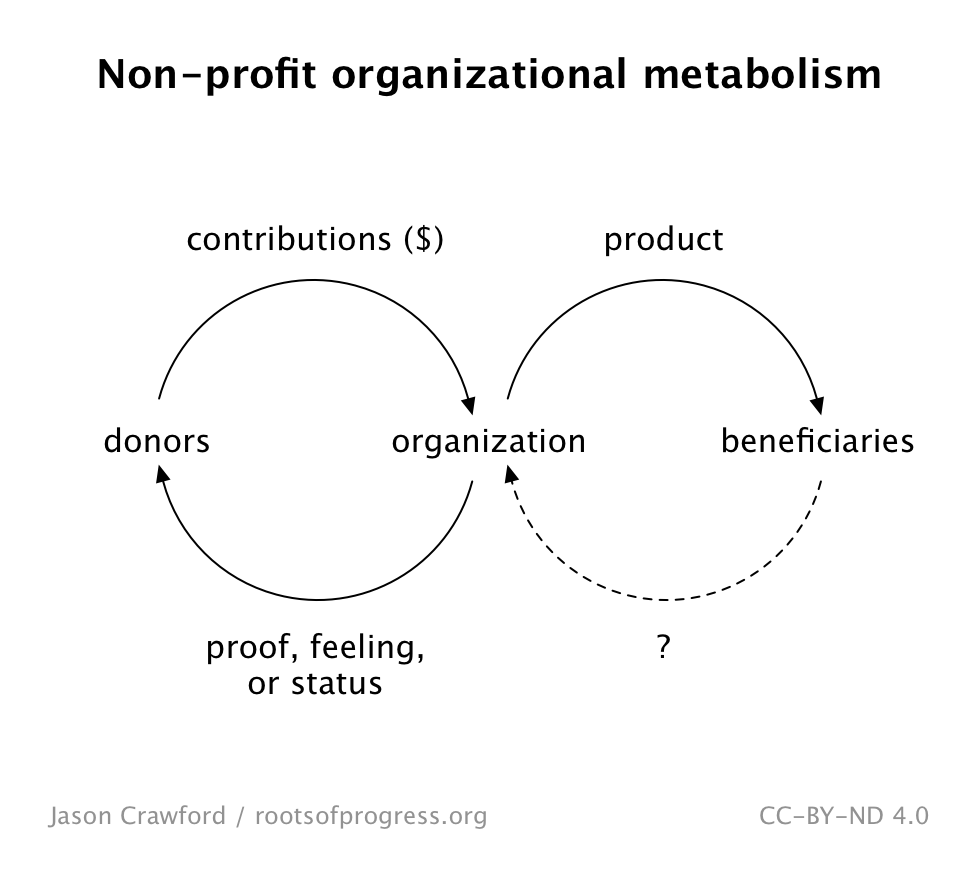 Non-profit organizational metabolism
contributions ($)
product
donors
organization
beneficiaries
proof, feeling,
or status
?
Jason Crawford / rootsofprogress.org
CC-BY-ND 4.0